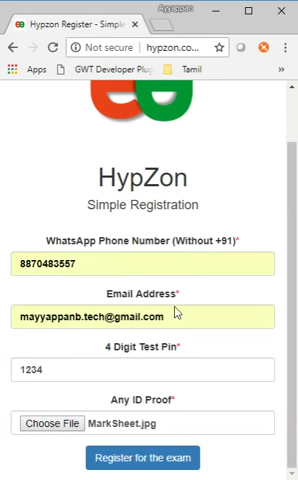 Ayyappan
Hypzon Register - Simple
Not secure | hypzon.co...
Apps GWT Developer Plug Tamil
HypZon
Simple Registration
WhatsApp Phone Number (Without +91)*
8870483557
Email Address*
mayyappanb.tech@gmail.com
4 Digit Test Pin*
1234
Any ID Proof*
Choose File MarkSheet.jpg
Register for the exam